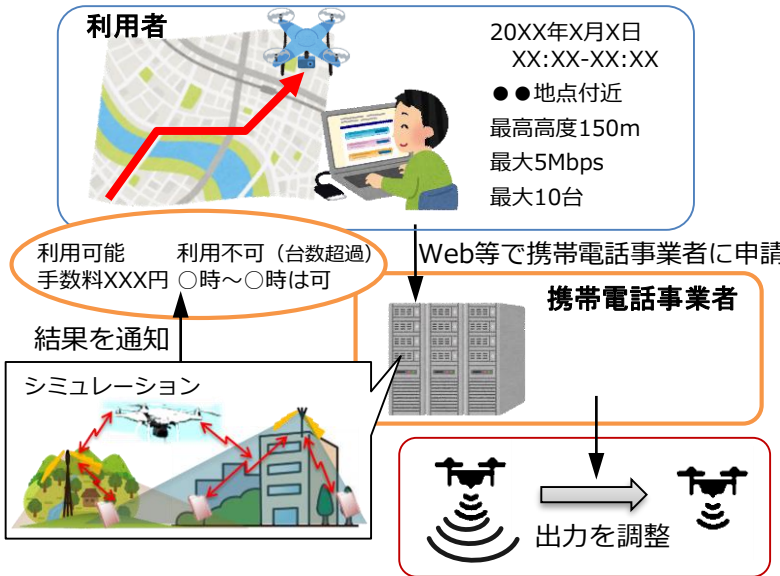 利用者
20XX年X月X日
XX:XX-XX:XX
●●地点付近
最高高度150m
最大5Mbps
最大10台
利用可能 利用不可（台数超過）
手数料XXX円 ○時～○時は可
Web等で携帯電話事業者に申請
携帯電話事業者
結果を通知
シミュレーション
出力を調整